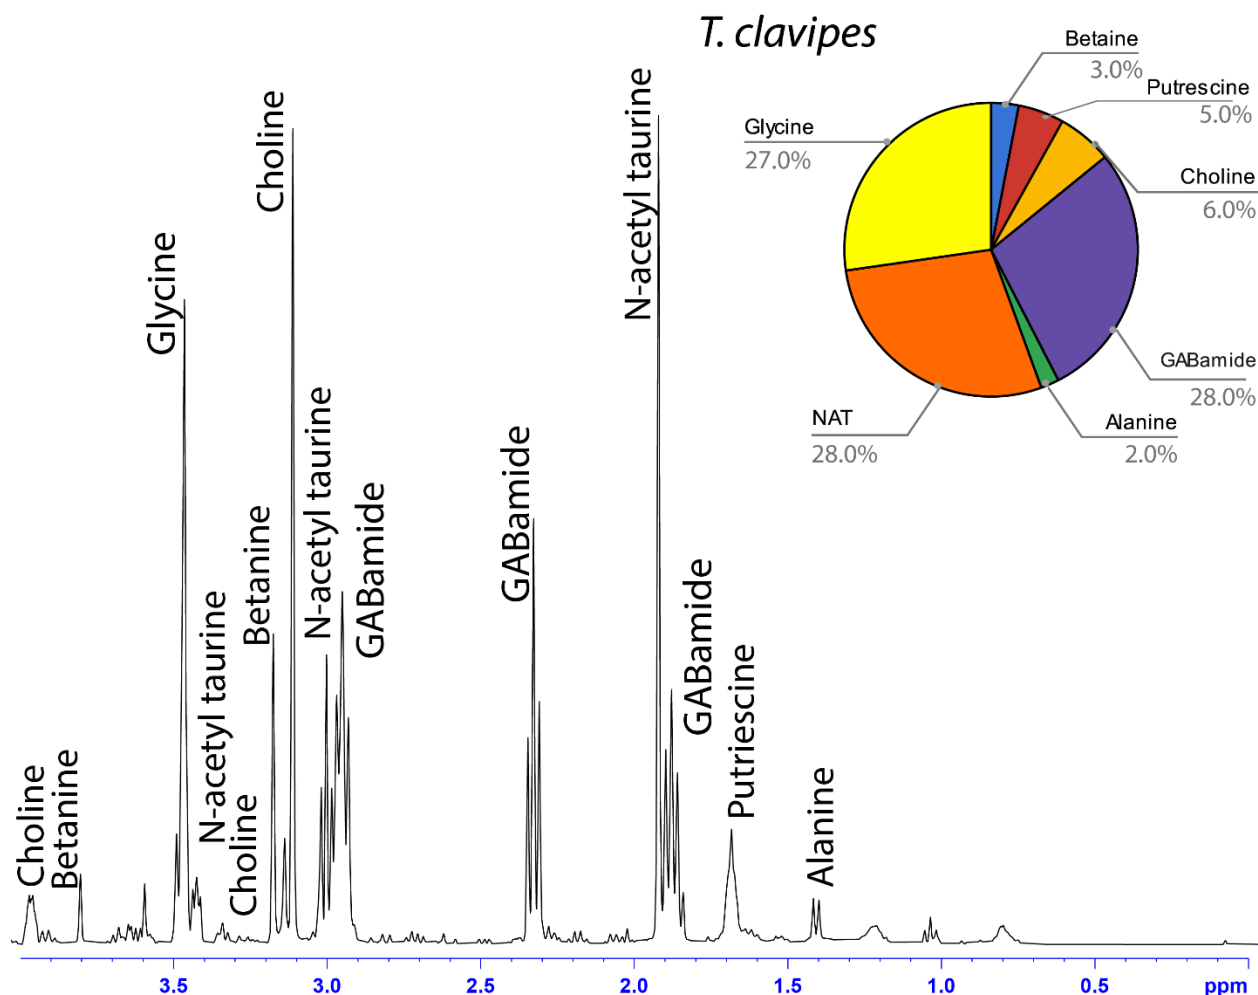 T. clavipes
Betaine
3.0%
Putrescine
5.0%
Choline
6.0%
GABamide
28.0%
Alanine
2.0%
NAT
28.0%
Glycine
27.0%
Choline
Betanine
Glycine
N-acetyl taurine
Choline
Betanine
Choline
N-acetyl taurine
GABamide
GABamide
N-acetyl taurine
GABamide
Putriescine
Alanine
3.5 3.0 2.5 2.0 1.5 1.0 0.5 ppm